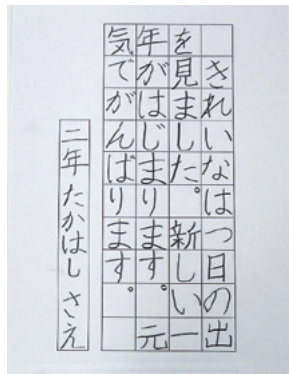 きれいなはつ日の出
を見ました。新しい一
年がはじまります。元
気でがんばります。
二年たかはしさえ